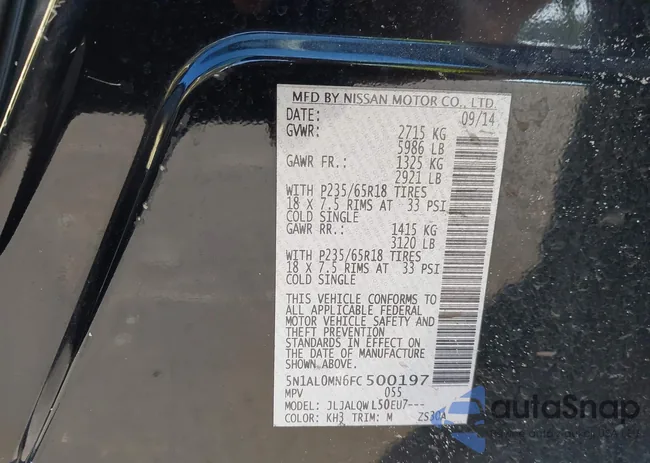 MFD BY NISSAN MOTOR CO., LTD.
DATE: 09/14
GVWR: 2715 KG
5986 LB
GAWR FR.: 1325 KG
2921 LB
WITH P235/65R18 TIRES
18 X 7.5 RIMS AT 33 PSI
COLD SINGLE
GAWR RR.: 1415 KG
3120 LB
WITH P235/65R18 TIRES
18 X 7.5 RIMS AT 33 PSI
COLD SINGLE
THIS VEHICLE CONFORMS TO
ALL APPLICABLE FEDERAL
MOTOR VEHICLE SAFETY AND
THEFT PREVENTION
STANDARDS IN EFFECT ON
THE DATE OF MANUFACTURE
SHOWN ABOVE.
5N1AL0MN6FC500197
MPV 055
MODEL: JLJALQWL50EU7---
COLOR: KH3 TRIM: M ZS30A
autoSnap